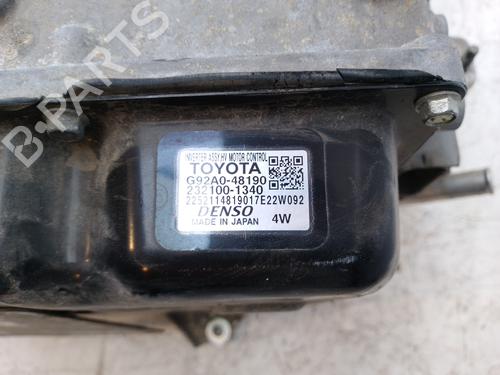 B-PARTS
INVERTER ASSY,HV MOTOR CONTROL
TOYOTA
G92A0-48190
232100-1340
2252114819017E22W092
DENSO
MADE IN JAPAN 4W